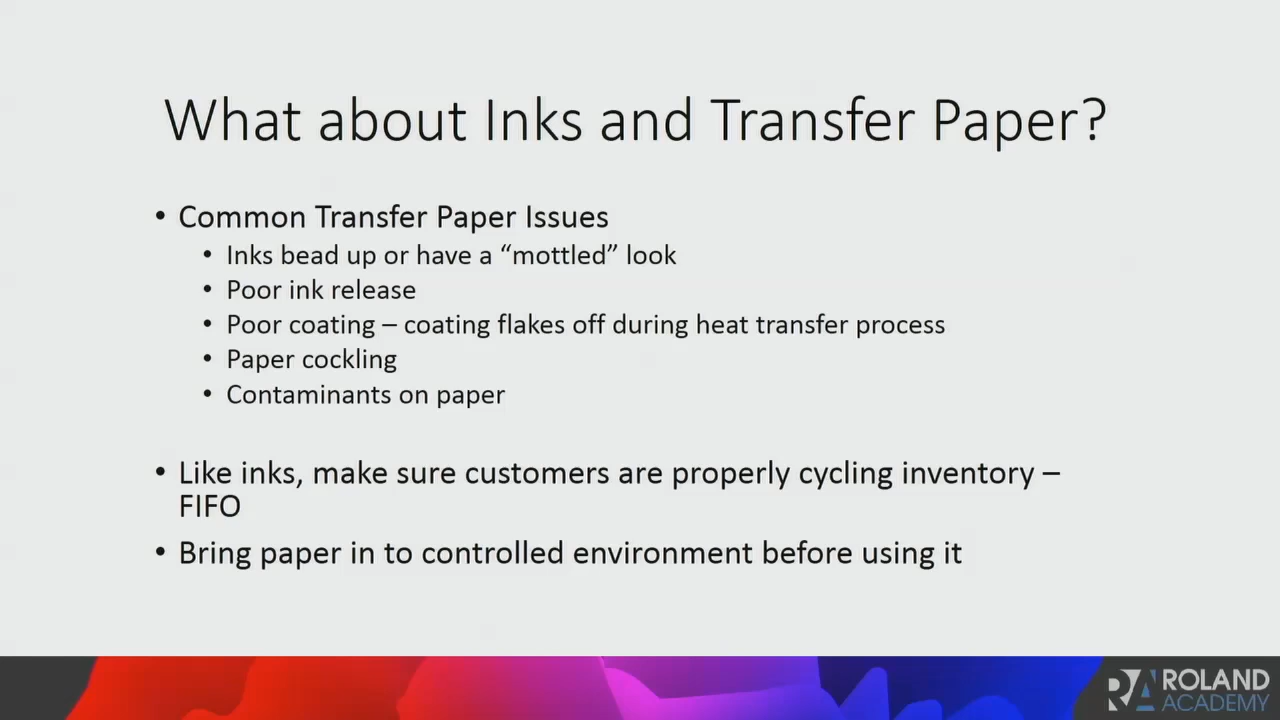 What about Inks and Transfer Paper?
• Common Transfer Paper Issues
• Inks bead up or have a “mottled” look
• Poor ink release
• Poor coating – coating flakes off during heat transfer process
• Paper cockling
• Contaminants on paper
• Like inks, make sure customers are properly cycling inventory –
FIFO
• Bring paper in to controlled environment before using it
RA ROLAND
ACADEMY